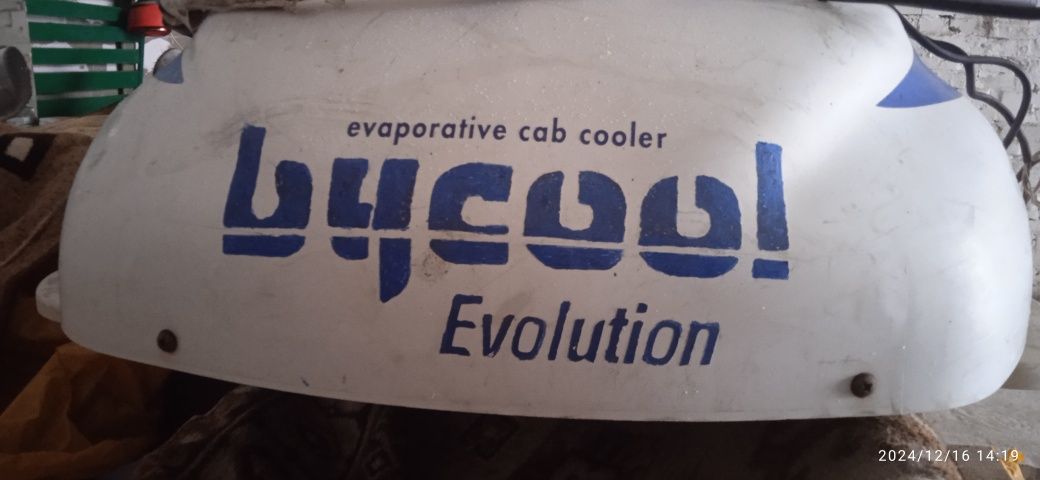 evaporative cab cooler
bycool
Evolution
2024/12/16 14:19